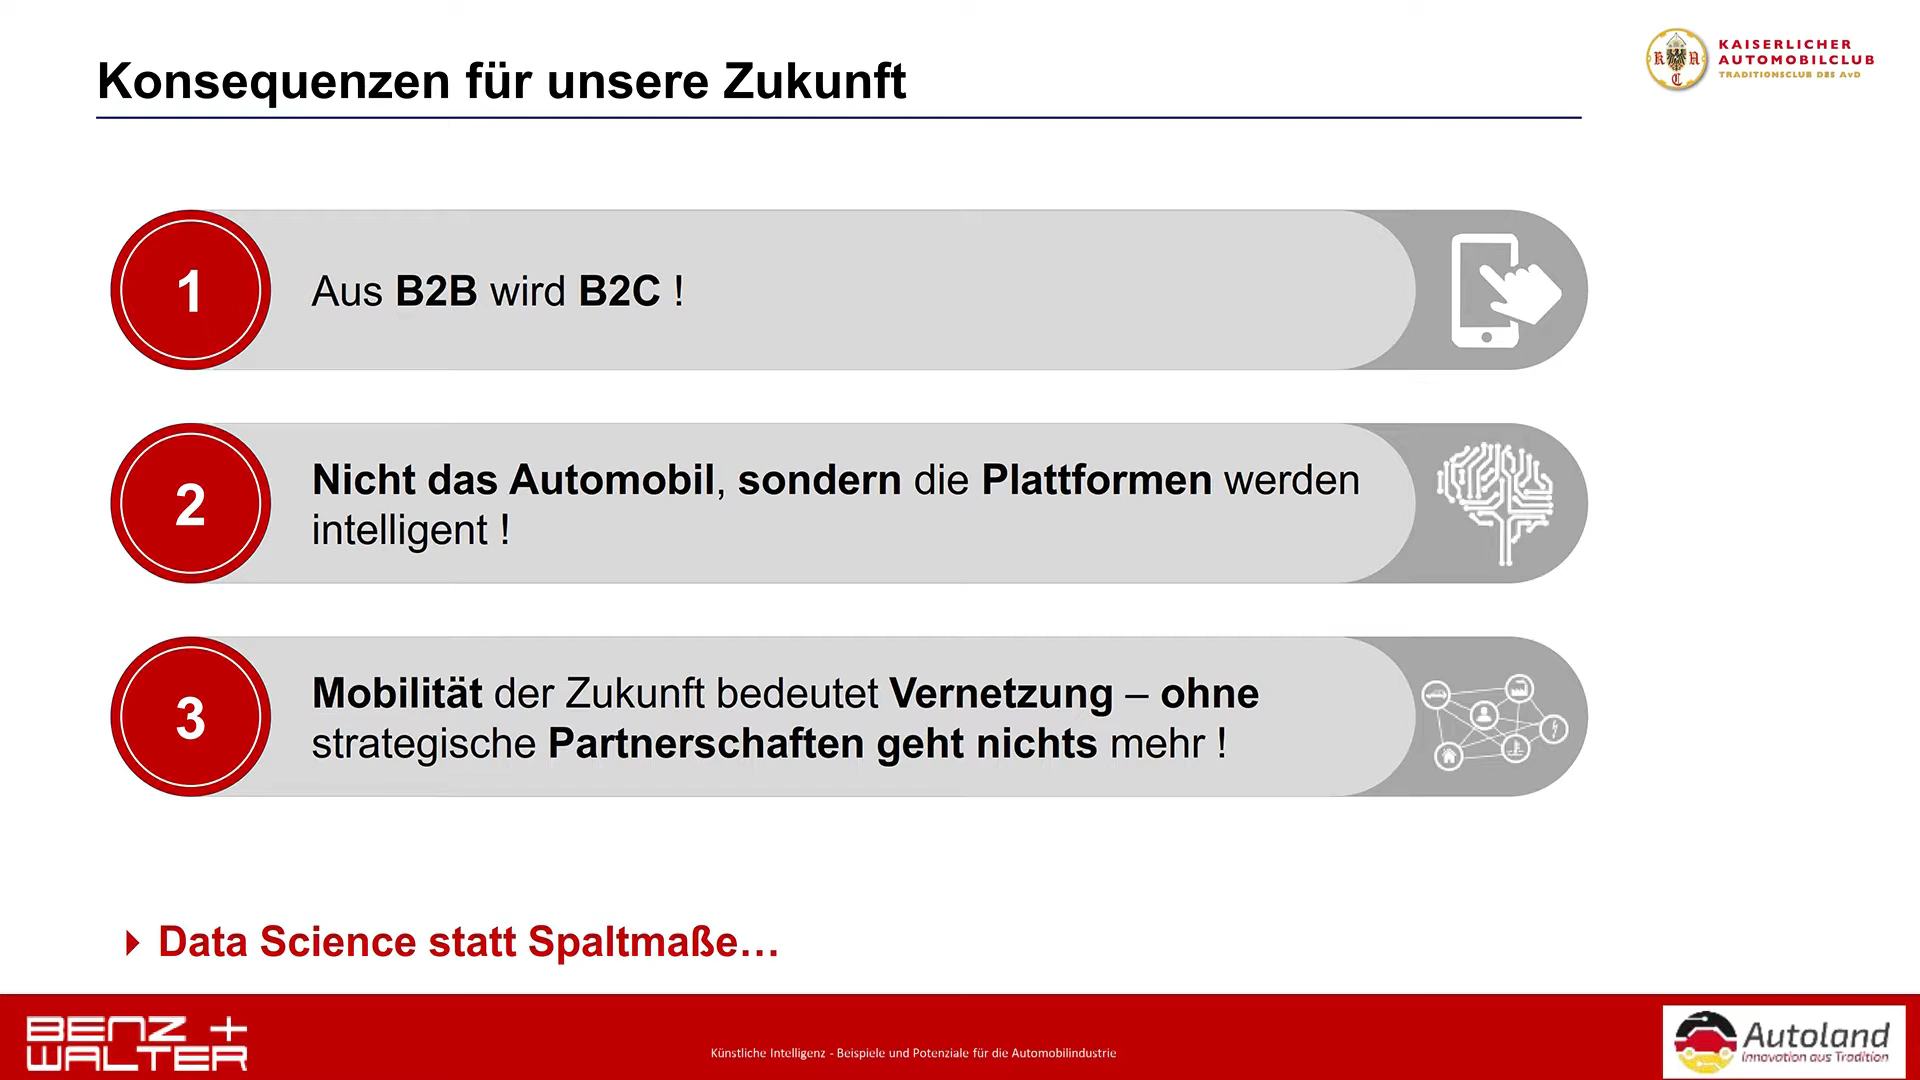 Konsequenzen für unsere Zukunft
KAISERLICHER
AUTOMOBILCLUB
TRADITIONSCLUB DES AvD
K A C
1
Aus B2B wird B2C !
2
Nicht das Automobil, sondern die Plattformen werden
intelligent !
3
Mobilität der Zukunft bedeutet Vernetzung – ohne
strategische Partnerschaften geht nichts mehr !
Data Science statt Spaltmaße…
BENZ +
WALTER
Künstliche Intelligenz - Beispiele und Potenziale für die Automobilindustrie
Autoland
Innovation aus Tradition